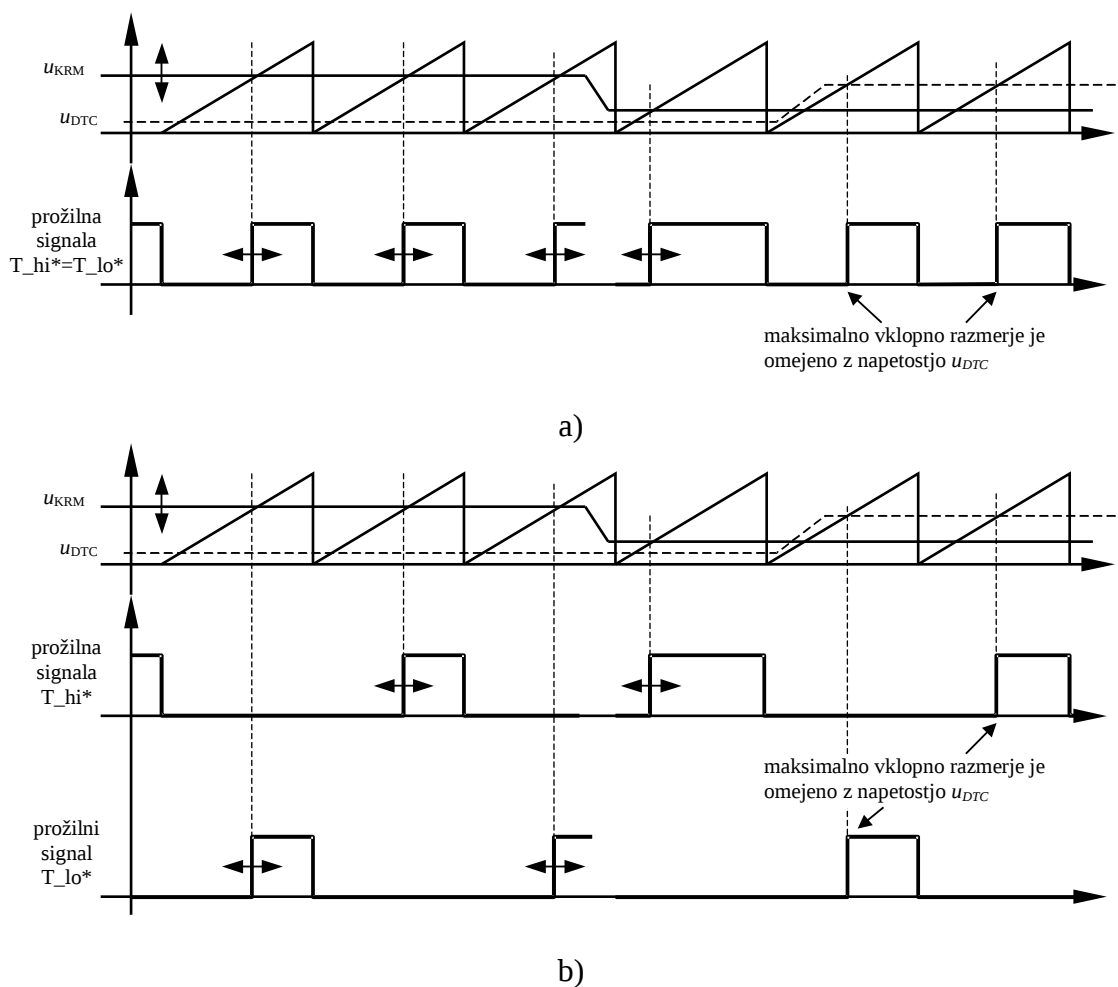 uKRM
uDTC
prožilna
signala
T_hi*=T_lo*
maksimalno vklopno razmerje je
omejeno z napetostjo uDTC
a)
uKRM
uDTC
prožilna
signala
T_hi*
maksimalno vklopno razmerje je
omejeno z napetostjo uDTC
prožilni
signal
T_lo*
b)